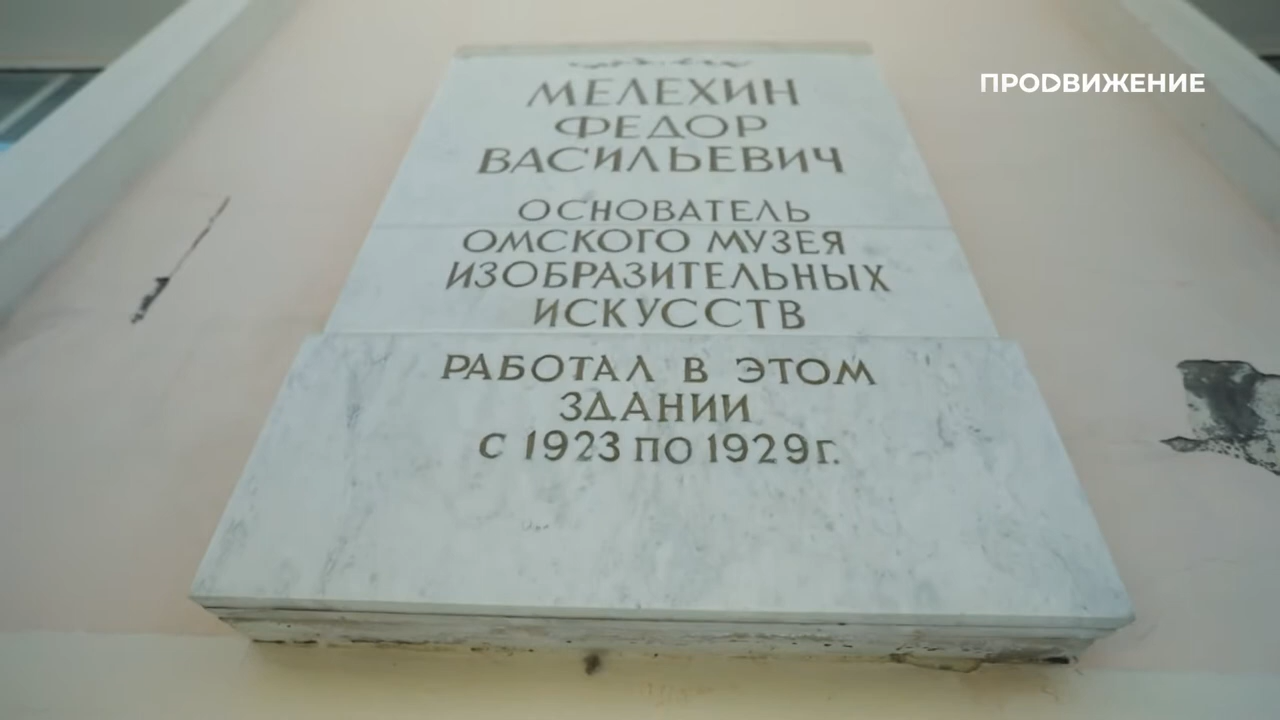 ПРОДВИЖЕНИЕ
МЕЛЕХИН
ФЕДОР
ВАСИЛЬЕВИЧ
ОСНОВАТЕЛЬ
ОМСКОГО МУЗЕЯ
ИЗОБРАЗИТЕЛЬНЫХ
ИСКУССТВ
РАБОТАЛ В ЭТОМ
ЗДАНИИ
С 1923 ПО 1929 Г.